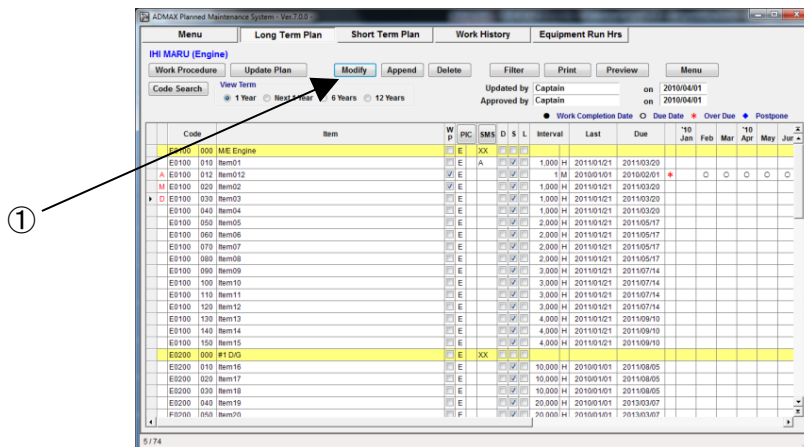 ADMAX Planned Maintenance System - Ver.7.0.0 -
Menu Long Term Plan Short Term Plan Work History Equipment Run Hrs
IHI MARU (Engine)
Work Procedure Update Plan Modify Append Delete Filter Print Preview Menu
Code Search View Term 1 Year Next 1 Year 6 Years 12 Years
Updated by Captain on 2010/04/01
Approved by Captain on 2010/04/01
● Work Completion Date O Due Date ＊ Over Due ◆ Postpone
Code Item W P PIC SMS D S L Interval Last Due '10 Jan Feb Mar '10 Apr May Jun
E0100 000 M/E Engine E XX
E0100 010 Item01 E A 1,000 H 2011/01/21 2011/03/20
A E0100 012 Item012 E 1 M 2010/01/01 2010/02/01 ＊ O O O O O
M E0100 020 Item02 E 1,000 H 2011/01/21 2011/03/20
D E0100 030 Item03 E 1,000 H 2011/01/21 2011/03/20
E0100 040 Item04 E 1,000 H 2011/01/21 2011/03/20
E0100 050 Item05 E 2,000 H 2011/01/21 2011/05/17
E0100 060 Item06 E 2,000 H 2011/01/21 2011/05/17
E0100 070 Item07 E 2,000 H 2011/01/21 2011/05/17
E0100 080 Item08 E 2,000 H 2011/01/21 2011/05/17
E0100 090 Item09 E 3,000 H 2011/01/21 2011/07/14
E0100 100 Item10 E 3,000 H 2011/01/21 2011/07/14
E0100 110 Item11 E 3,000 H 2011/01/21 2011/07/14
E0100 120 Item12 E 3,000 H 2011/01/21 2011/07/14
E0100 130 Item13 E 4,000 H 2011/01/21 2011/09/10
E0100 140 Item14 E 4,000 H 2011/01/21 2011/09/10
E0100 150 Item15 E 4,000 H 2011/01/21 2011/09/10
E0200 000 #1 D/G E XX
E0200 010 Item16 E 10,000 H 2010/01/01 2011/08/05
E0200 020 Item17 E 10,000 H 2010/01/01 2011/08/05
E0200 030 Item18 E 10,000 H 2010/01/01 2011/08/05
E0200 040 Item19 E 20,000 H 2010/01/01 2013/03/07
E0200 050 Item20 E 20,000 H 2010/01/01 2013/03/07
5 / 74
①